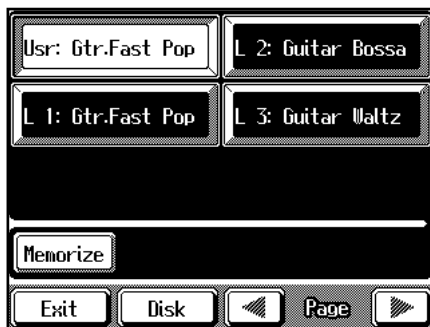 Usr: Gtr.Fast Pop
L 2: Guitar Bossa
L 1: Gtr.Fast Pop
L 3: Guitar Waltz
Memorize
Exit
Disk
Page